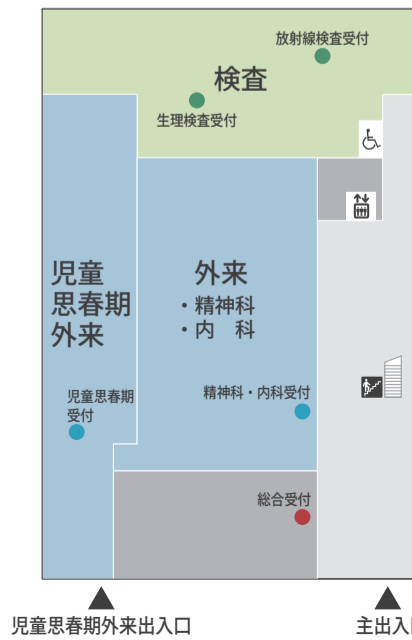 放射線検査受付
検査
生理検査受付
児童
思春期
外来
外来
・精神科
・内　科
児童思春期
受付
精神科・内科受付
総合受付
児童思春期外来出入口
主出入